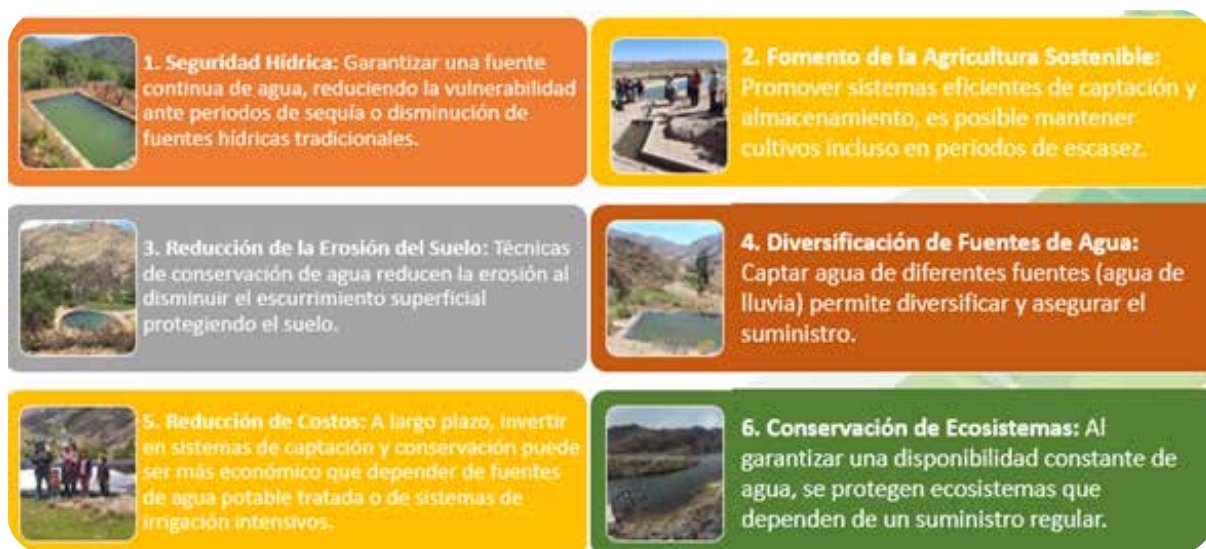 1. Seguridad Hídrica: Garantizar una fuente
continua de agua, reduciendo la vulnerabilidad
ante periodos de sequía o disminución de
fuentes hídricas tradicionales.
2. Fomento de la Agricultura Sostenible:
Promover sistemas eficientes de captación y
almacenamiento, es posible mantener
cultivos incluso en periodos de escasez.
3. Reducción de la Erosión del Suelo: Técnicas
de conservación de agua reducen la erosión al
disminuir el escurrimiento superficial
protegiendo el suelo.
4. Diversificación de Fuentes de Agua:
Captar agua de diferentes fuentes (agua de
lluvia) permite diversificar y asegurar el
suministro.
5. Reducción de Costos: A largo plazo, invertir
en sistemas de captación y conservación puede
ser más económico que depender de fuentes
de agua potable tratada o de sistemas de
irrigación intensivos.
6. Conservación de Ecosistemas: Al
garantizar una disponibilidad constante de
agua, se protegen ecosistemas que
dependen de un suministro regular.